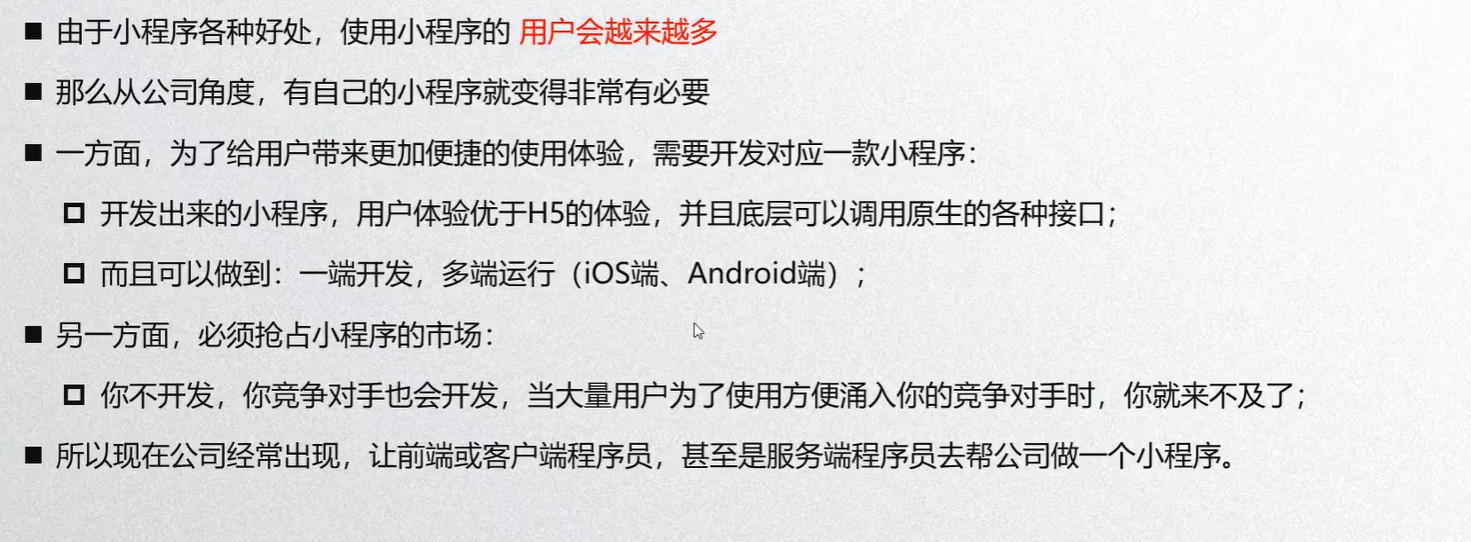 ■ 由于小程序各种好处，使用小程序的 用户会越来越多
■ 那么从公司角度，有自己的小程序就变得非常有必要
■ 一方面，为了给用户带来更加便捷的使用体验，需要开发对应一款小程序：
□ 开发出来的小程序，用户体验优于H5的体验，并且底层可以调用原生的各种接口；
□ 而且可以做到：一端开发，多端运行（iOS端、Android端）；
■ 另一方面，必须抢占小程序的市场：
□ 你不开发，你竞争对手也会开发，当大量用户为了使用方便涌入你的竞争对手时，你就来不及了；
■ 所以现在公司经常出现，让前端或客户端程序员，甚至是服务端程序员去帮公司做一个小程序。